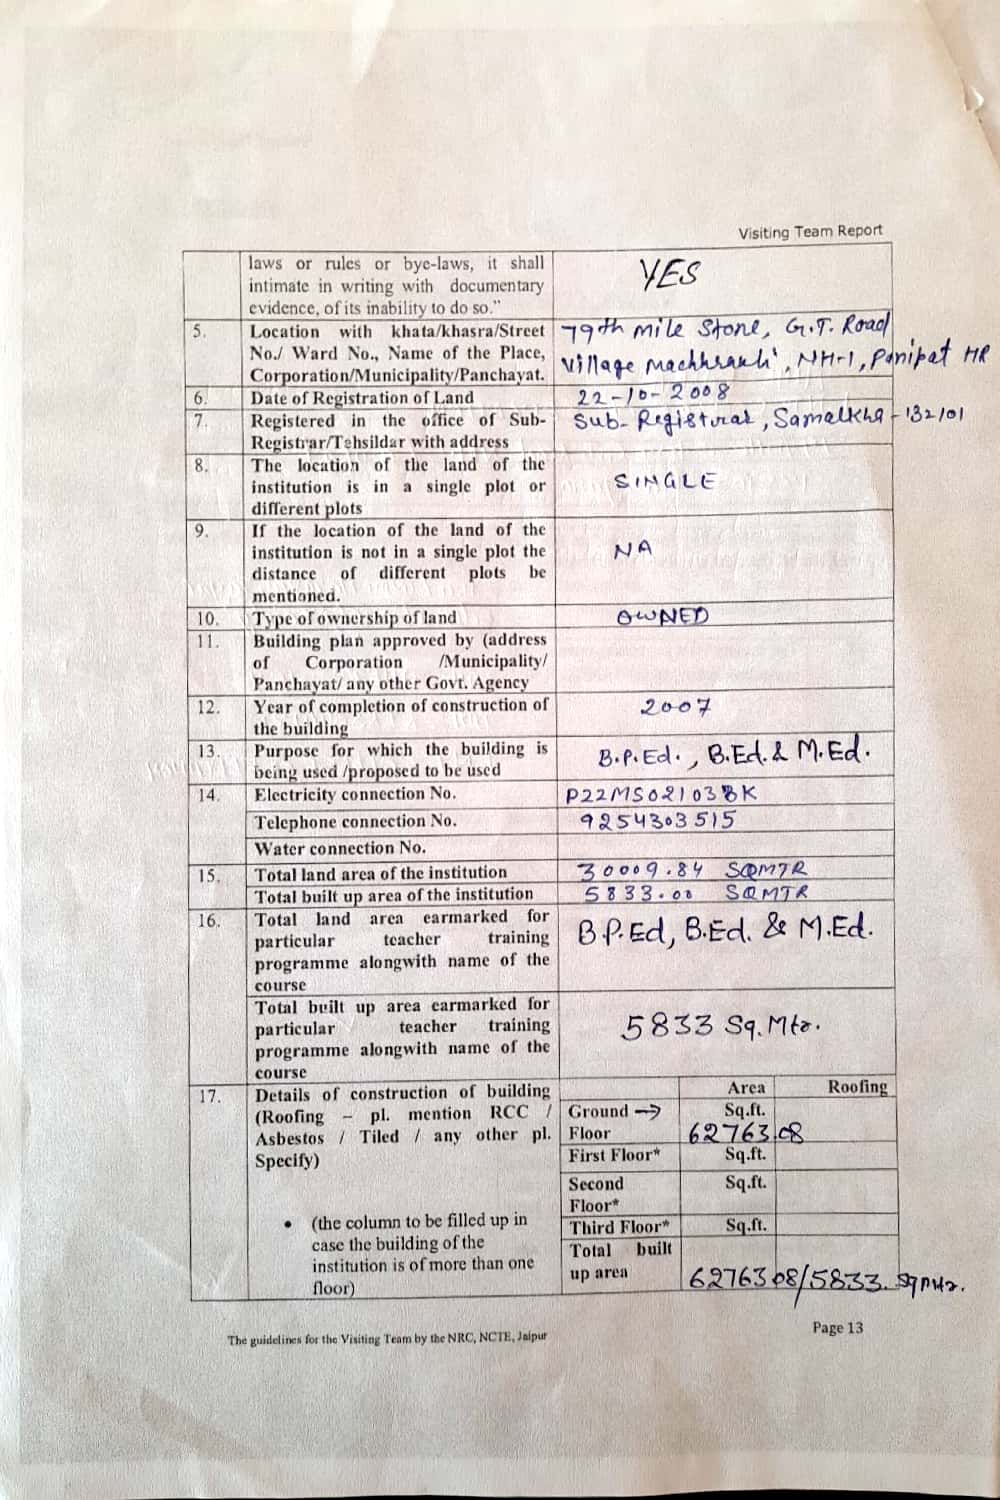 Visiting Team Report
laws or rules or bye-laws, it shall
intimate in writing with documentary
evidence, of its inability to do so."
YES
5. Location with khata/khasra/Street
No./ Ward No., Name of the Place,
Corporation/Municipality/Panchayat.
79th mile Stone, G.T. Road
Village Machhrauli, NH-1, Panipat HR
6. Date of Registration of Land
22-10-2008
7. Registered in the office of Sub-
Registrar/Tehsildar with address
Sub-Registrar, Samalkha - 132101
8. The location of the land of the
institution is in a single plot or
different plots
SINGLE
9. If the location of the land of the
institution is not in a single plot the
distance of different plots be
mentioned.
NA
10. Type of ownership of land
OWNED
11. Building plan approved by (address
of Corporation /Municipality/
Panchayat/ any other Govt. Agency
12. Year of completion of construction of
the building
2007
13. Purpose for which the building is
being used /proposed to be used
B.P.Ed., B.Ed. & M.Ed.
14. Electricity connection No.
P22MS021038K
Telephone connection No.
9254303515
Water connection No.
15. Total land area of the institution
30009.84 SQMTR
Total built up area of the institution
5833.00 SQMTR
16. Total land area earmarked for
particular teacher training
programme alongwith name of the
course
B.P.Ed, B.Ed. & M.Ed.
Total built up area earmarked for
particular teacher training
programme alongwith name of the
course
5833 Sq.Mtr.
17. Details of construction of building
(Roofing – pl. mention RCC /
Asbestos / Tiled / any other pl.
Specify)
• (the column to be filled up in
case the building of the
institution is of more than one
floor)
Area Roofing
Ground → Sq.ft.
Floor 62763.08
First Floor* Sq.ft.
Second Sq.ft.
Floor*
Third Floor* Sq.ft.
Total built
up area 62763.08/5833. Sqmtr.
The guidelines for the Visiting Team by the NRC, NCTE, Jaipur
Page 13